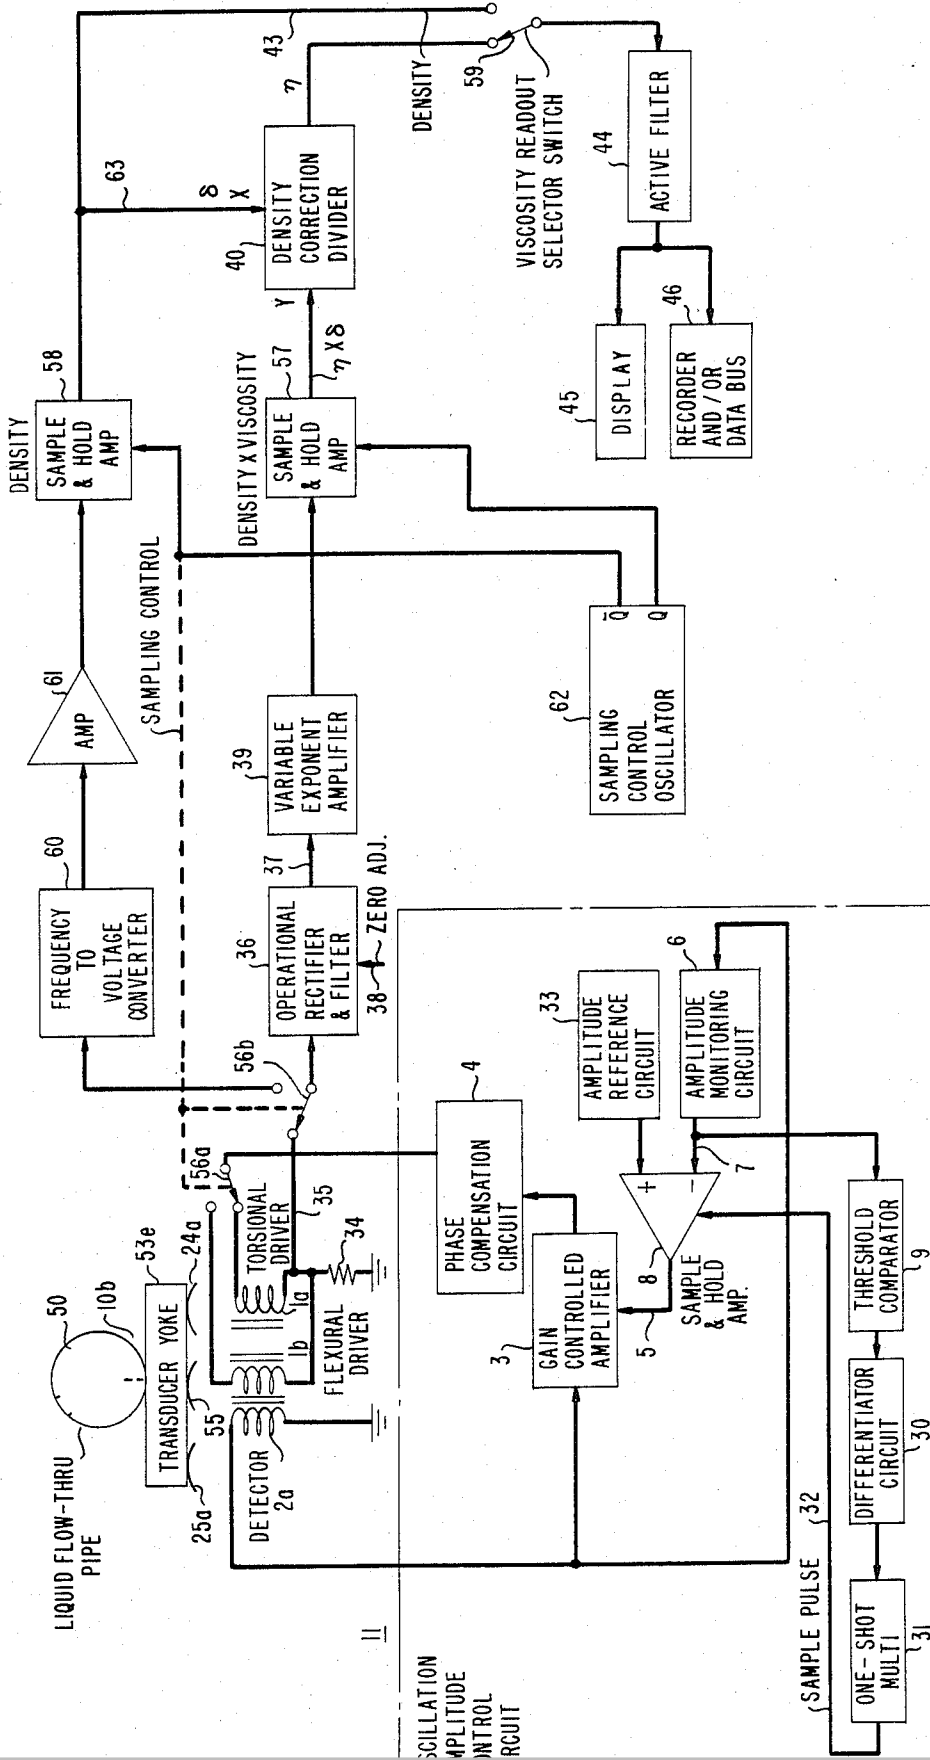 LIQUID FLOW-THRU
PIPE
50
10b
53e
TRANSDUCER YOKE
25a
55
24a
DETECTOR
2a
1b
1a
TORSIONAL
DRIVER
FLEXURAL
DRIVER
34
35
56a
56b
11
60
FREQUENCY
TO
VOLTAGE
CONVERTER
61
AMP
SAMPLING CONTROL
DENSITY
58
SAMPLE
& HOLD
AMP
63
δ
X
43
DENSITY
36
OPERATIONAL
RECTIFIER
& FILTER
38
ZERO ADJ.
37
39
VARIABLE
EXPONENT
AMPLIFIER
DENSITY X VISCOSITY
57
SAMPLE
& HOLD
AMP
η X δ
Y
40
DENSITY
CORRECTION
DIVIDER
η
59
VISCOSITY READOUT
SELECTOR SWITCH
44
ACTIVE FILTER
45
DISPLAY
46
RECORDER
AND/OR
DATA BUS
62
SAMPLING
CONTROL
OSCILLATOR
Q̄
Q
4
PHASE
COMPENSATION
CIRCUIT
3
GAIN
CONTROLLED
AMPLIFIER
33
AMPLITUDE
REFERENCE
CIRCUIT
6
AMPLITUDE
MONITORING
CIRCUIT
+
−
7
8
5
SAMPLE
& HOLD
AMP.
THRESHOLD
COMPARATOR
9
DIFFERENTIATOR
CIRCUIT
30
ONE-SHOT
MULTI
31
SAMPLE PULSE
32
SCILLATION
MPLITUDE
ONTROL
RCUIT